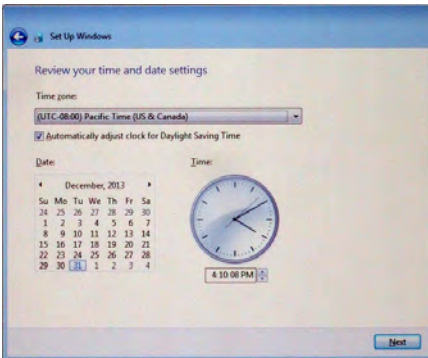 Set Up Windows
Review your time and date settings
Time zone:
(UTC-08:00) Pacific Time (US & Canada)
Automatically adjust clock for Daylight Saving Time
Date:
Time:
December, 2013
Su Mo Tu We Th Fr Sa
24 25 26 27 28 29 30
1 2 3 4 5 6 7
8 9 10 11 12 13 14
15 16 17 18 19 20 21
22 23 24 25 26 27 28
29 30 31 1 2 3 4
4:10:08 PM
Next